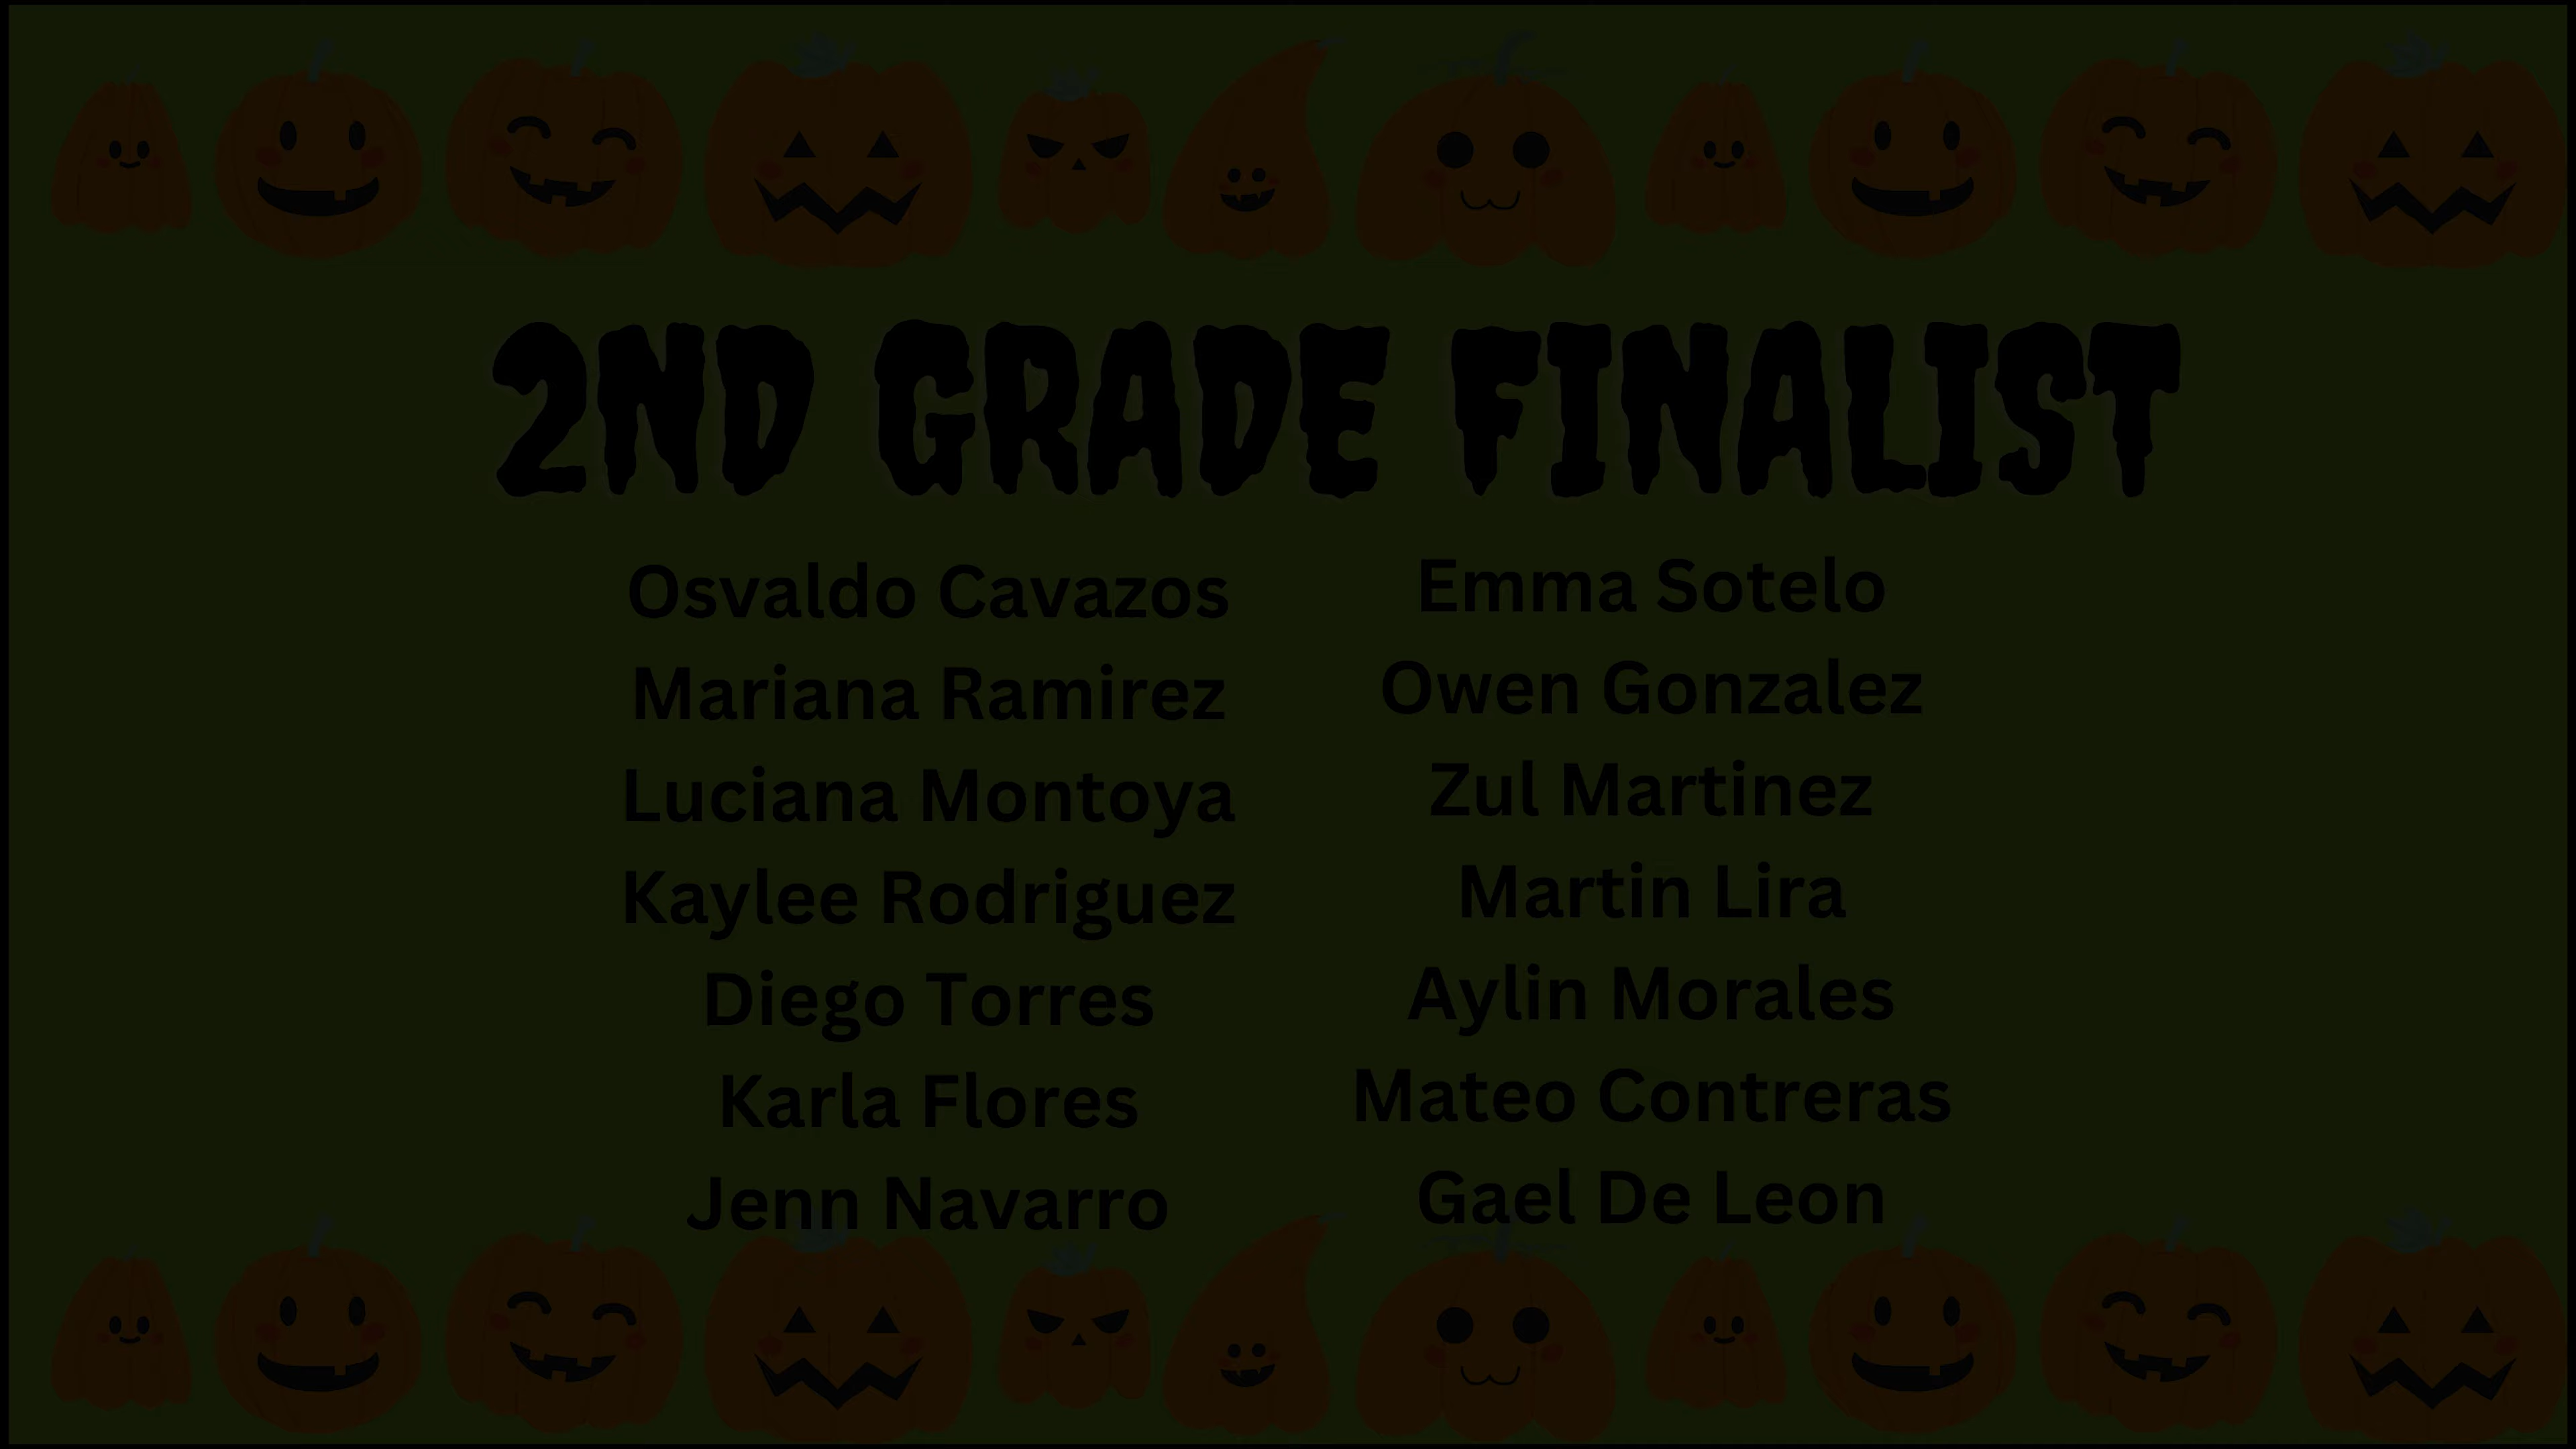 2ND GRADE FINALIST
Osvaldo Cavazos
Mariana Ramirez
Luciana Montoya
Kaylee Rodriguez
Diego Torres
Karla Flores
Jenn Navarro
Emma Sotelo
Owen Gonzalez
Zul Martinez
Martin Lira
Aylin Morales
Mateo Contreras
Gael De Leon